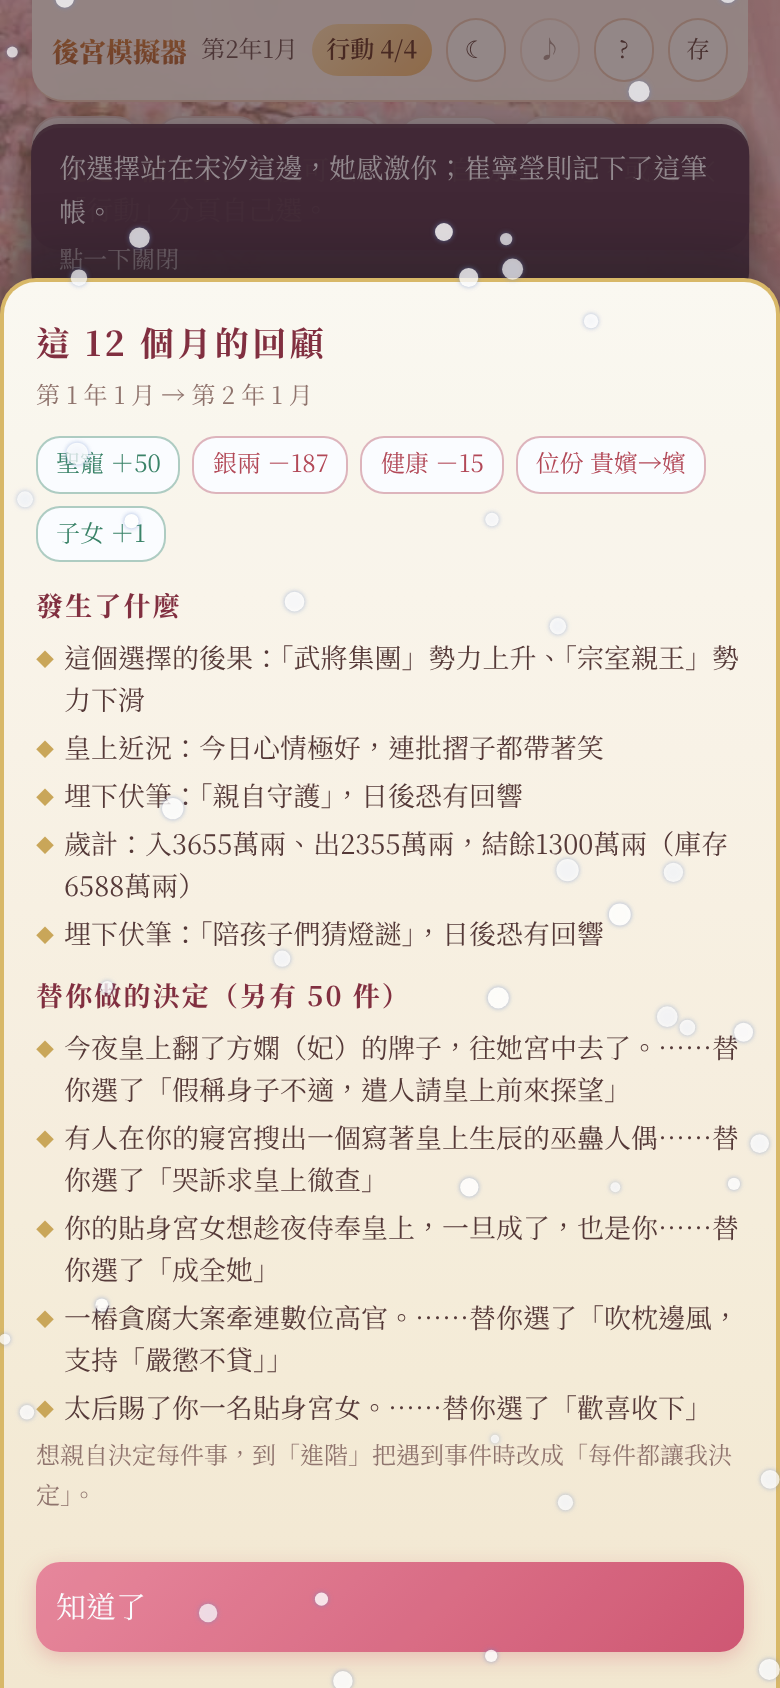 後宮模擬器 第2年1月 行動 4/4 ☾ ♪ ? 存
你選擇站在宋汐這邊，她感激你；崔寧瑩則記下了這筆
帳。
點一下關閉
這 12 個月的回顧
第 1 年 1 月 → 第 2 年 1 月
聖寵 ＋50 銀兩 －187 健康 －15 位份 貴嬪→嬪
子女 ＋1
發生了什麼
◆ 這個選擇的後果：「武將集團」勢力上升、「宗室親王」勢
力下滑
◆ 皇上近況：今日心情極好，連批摺子都帶著笑
◆ 埋下伏筆：「親自守護」，日後恐有回響
◆ 歲計：入3655萬兩、出2355萬兩，結餘1300萬兩（庫存
6588萬兩）
◆ 埋下伏筆：「陪孩子們猜燈謎」，日後恐有回響
替你做的決定（另有 50 件）
◆ 今夜皇上翻了方嫻（妃）的牌子，往她宮中去了。……替
你選了「假稱身子不適，遣人請皇上前來探望」
◆ 有人在你的寢宮搜出一個寫著皇上生辰的巫蠱人偶……替
你選了「哭訴求皇上徹查」
◆ 你的貼身宮女想趁夜侍奉皇上，一旦成了，也是你……替
你選了「成全她」
◆ 一樁貪腐大案牽連數位高官。……替你選了「吹枕邊風，
支持「嚴懲不貸」」
◆ 太后賜了你一名貼身宮女。……替你選了「歡喜收下」
想親自決定每件事，到「進階」把遇到事件時改成「每件都讓我決
定」。
知道了